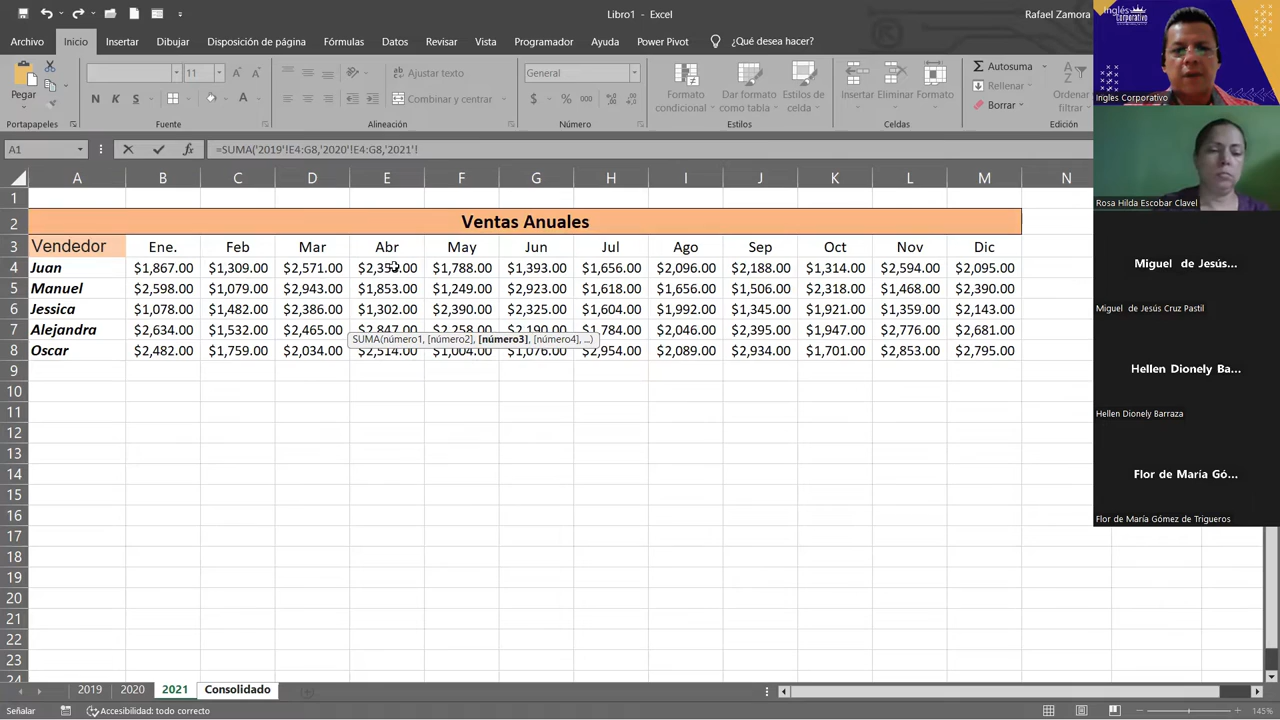 Libro1 - Excel
Rafael Zamora
Archivo Inicio Insertar Dibujar Disposición de página Fórmulas Datos Revisar Vista Programador Ayuda Power Pivot ¿Qué desea hacer?
Pegar
11
N K S A
Ajustar texto
Combinar y centrar
General
$ % 000
Formato condicional
Dar formato como tabla
Estilos de celda
Insertar Eliminar Formato
Autosuma
Rellenar
Borrar
Ordenar filtrar
Portapapeles Fuente Alineación Número Estilos Celdas Edición
A1 fx =SUMA('2019'!E4:G8,'2020'!E4:G8,'2021'!
A B C D E F G H I J K L M N
1
2 Ventas Anuales
3 Vendedor Ene. Feb Mar Abr May Jun Jul Ago Sep Oct Nov Dic
4 Juan $1,867.00 $1,309.00 $2,571.00 $1,788.00 $1,393.00 $1,656.00 $2,096.00 $2,188.00 $1,314.00 $2,594.00 $2,095.00
5 Manuel $2,598.00 $1,079.00 $2,943.00 $1,853.00 $1,249.00 $2,923.00 $1,618.00 $1,656.00 $1,506.00 $2,318.00 $1,468.00 $2,390.00
6 Jessica $1,078.00 $1,482.00 $2,386.00 $1,302.00 $2,390.00 $2,325.00 $1,604.00 $1,992.00 $1,345.00 $1,921.00 $1,359.00 $2,143.00
7 Alejandra $2,634.00 $1,532.00 $2,465.00 $2,847.00 $2,258.00 $2,190.00 $1,784.00 $2,046.00 $2,395.00 $1,947.00 $2,776.00 $2,681.00
SUMA(número1, [número2], [número3], [número4], ...)
8 Oscar $2,482.00 $1,759.00 $2,034.00 $2,514.00 $1,004.00 $1,076.00 $2,954.00 $2,089.00 $2,934.00 $1,701.00 $2,853.00 $2,795.00
9
10
11
12
13
14
15
16
17
18
19
20
21
22
23
24
2019 2020 2021 Consolidado
Señalar Accesibilidad: todo correcto 145%
Inglés Corporativo
Ingles Corporativo
Rosa Hilda Escobar Clavel
Miguel de Jesús...
Miguel de Jesús Cruz Pastil
Hellen Dionely Ba...
Hellen Dionely Barraza
Flor de María Gó...
Flor de María Gómez de Trigueros